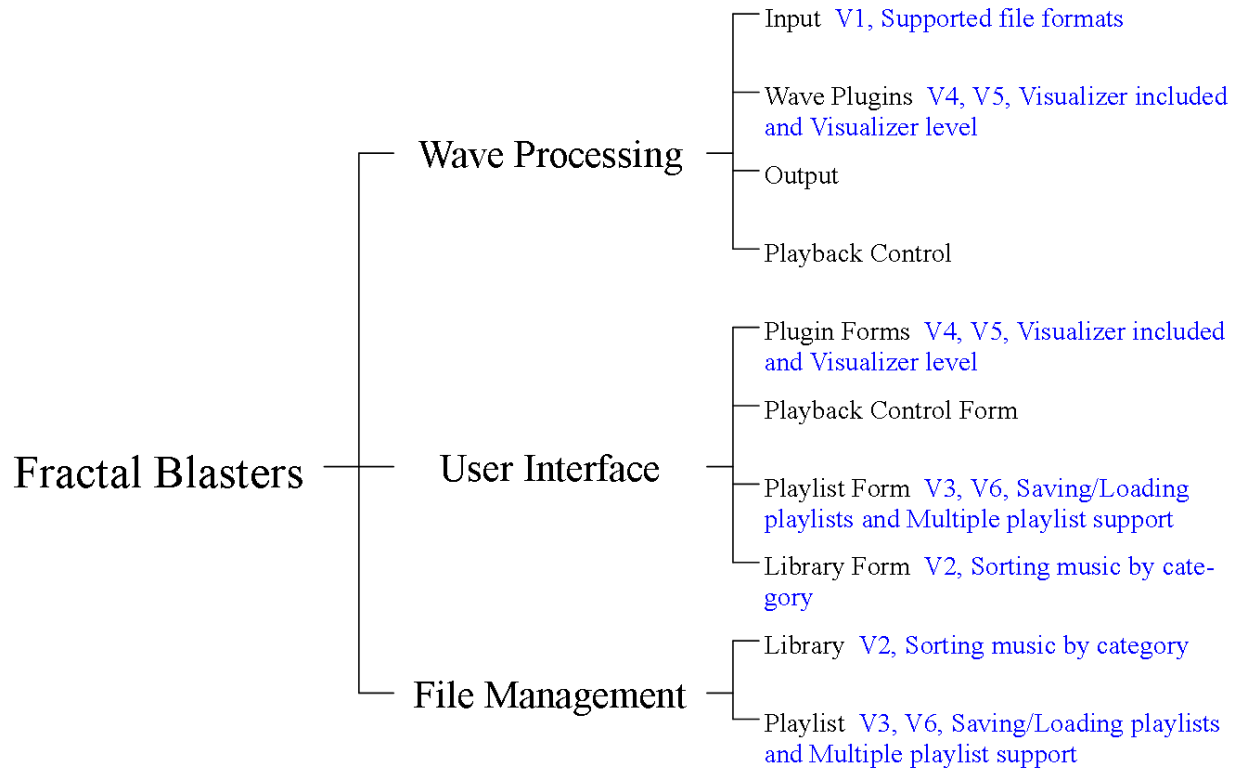 Input V1, Supported file formats
Wave Plugins V4, V5, Visualizer included
and Visualizer level
Wave Processing
Output
Playback Control
Plugin Forms V4, V5, Visualizer included
and Visualizer level
Playback Control Form
Fractal Blasters
User Interface
Playlist Form V3, V6, Saving/Loading
playlists and Multiple playlist support
Library Form V2, Sorting music by cate-
gory
Library V2, Sorting music by category
File Management
Playlist V3, V6, Saving/Loading playlists
and Multiple playlist support